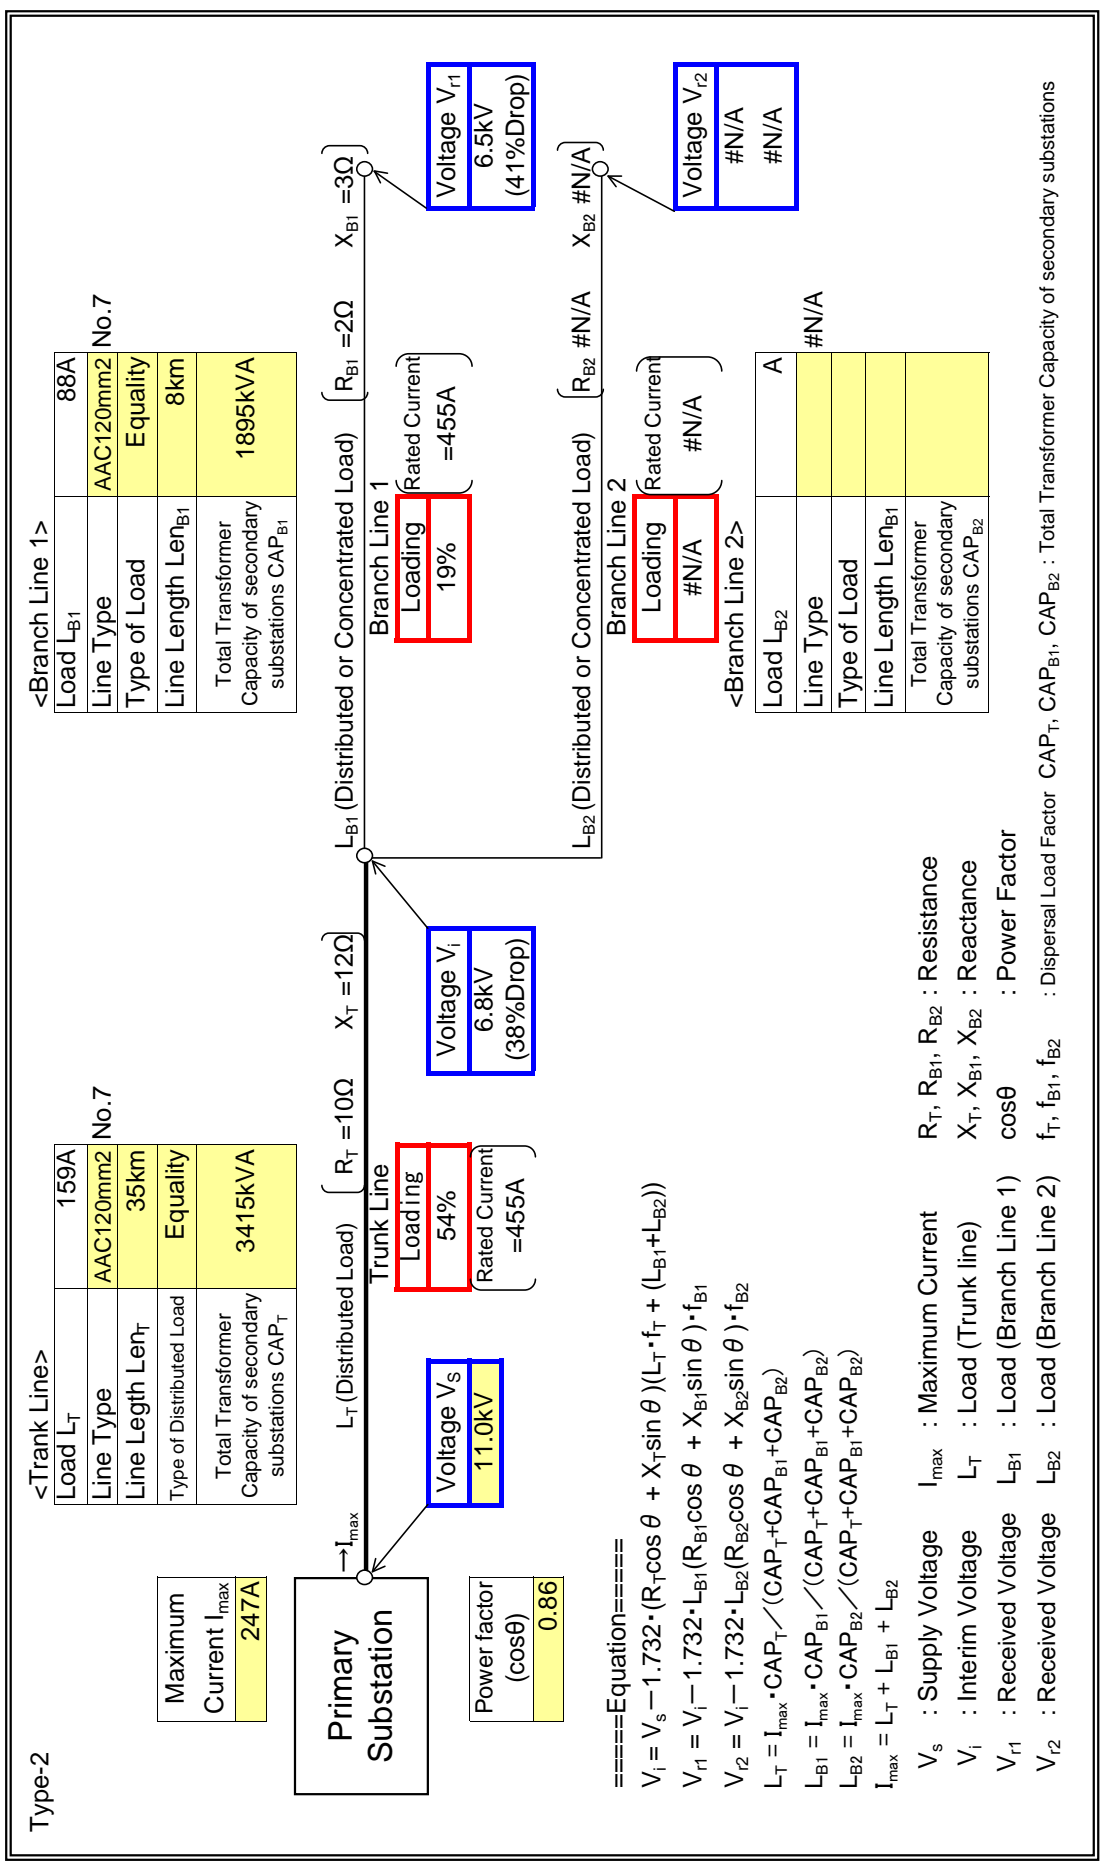 Type-2
Maximum
Current Imax
247A
<Trank Line>
Load LT 159A
Line Type AAC120mm2 No.7
Line Legth LenT 35km
Type of Distributed Load Equality
Total Transformer
Capacity of secondary
substations CAPT
3415kVA
<Branch Line 1>
Load LB1 88A
Line Type AAC120mm2 No.7
Type of Load Equality
Line Length LenB1 8km
Total Transformer
Capacity of secondary
substations CAPB1
1895kVA
Primary
Substation
→Imax
LT (Distributed Load)
RT =10Ω XT =12Ω
LB1 (Distributed or Concentrated Load)
RB1 =2Ω XB1 =3Ω
Trunk Line
Loading
54%
Rated Current
=455A
Branch Line 1
Loading
19%
Rated Current
=455A
Voltage VS
11.0kV
Voltage Vi
6.8kV
(38%Drop)
Voltage Vr1
6.5kV
(41%Drop)
Power factor
(cosθ)
0.86
LB2 (Distributed or Concentrated Load)
RB2 #N/A XB2 #N/A
Branch Line 2
Loading
#N/A
Rated Current
#N/A
Voltage Vr2
#N/A
#N/A
<Branch Line 2>
Load LB2 A
Line Type #N/A
Type of Load
Line Length LenB1
Total Transformer
Capacity of secondary
substations CAPB2
=====Equation=====
Vi = Vs－1.732・(RTcosθ + XTsinθ)(LT・fT + (LB1+LB2))
Vr1 = Vi－1.732・LB1(RB1cosθ + XB1sinθ)・fB1
Vr2 = Vi－1.732・LB2(RB2cosθ + XB2sinθ)・fB2
LT = Imax・CAPT／(CAPT+CAPB1+CAPB2)
LB1 = Imax・CAPB1／(CAPT+CAPB1+CAPB2)
LB2 = Imax・CAPB2／(CAPT+CAPB1+CAPB2)
Imax = LT + LB1 + LB2
Vs : Supply Voltage Imax : Maximum Current RT, RB1, RB2 : Resistance
Vi : Interim Voltage LT : Load (Trunk line) XT, XB1, XB2 : Reactance
Vr1 : Received Voltage LB1 : Load (Branch Line 1) cosθ : Power Factor
Vr2 : Received Voltage LB2 : Load (Branch Line 2) fT, fB1, fB2 : Dispersal Load Factor CAPT, CAPB1, CAPB2 : Total Transformer Capacity of secondary substations